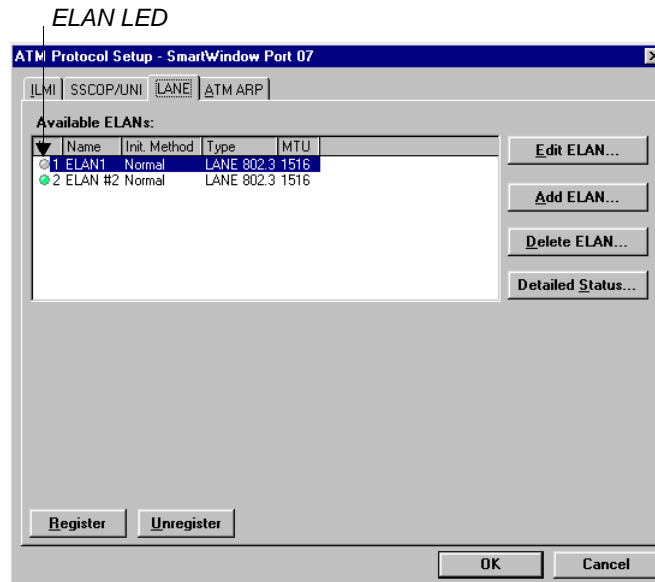 ELAN LED
ATM Protocol Setup - SmartWindow Port 07
ILMI SSCOP/UNI LANE ATM ARP
Available ELANs:
Name Init. Method Type MTU
1 ELAN1 Normal LANE 802.3 1516
2 ELAN #2 Normal LANE 802.3 1516
Edit ELAN...
Add ELAN...
Delete ELAN...
Detailed Status...
Register Unregister
OK Cancel